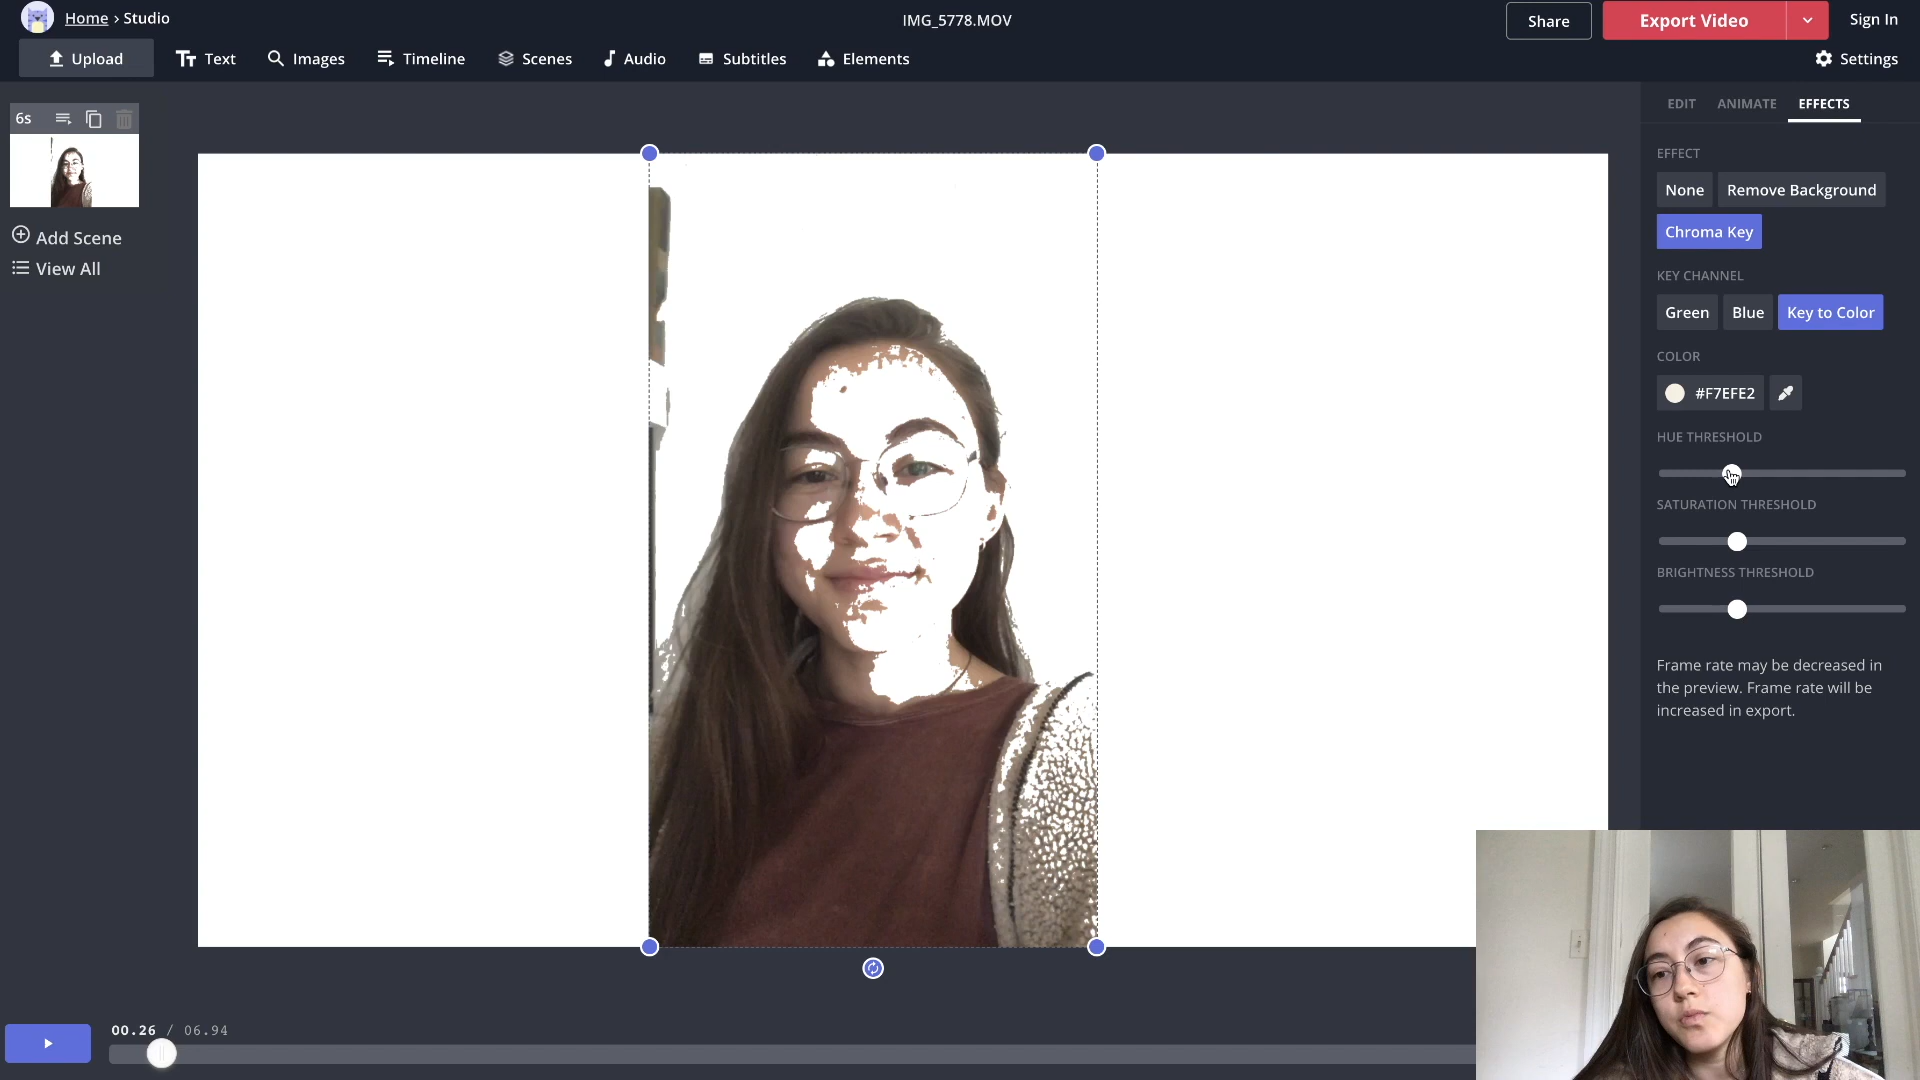 Home › Studio
IMG_5778.MOV
Share
Export Video
Sign In
Upload
Text
Images
Timeline
Scenes
Audio
Subtitles
Elements
Settings
6s
Add Scene
View All
EDIT
ANIMATE
EFFECTS
EFFECT
None
Remove Background
Chroma Key
KEY CHANNEL
Green
Blue
Key to Color
COLOR
#F7EFE2
HUE THRESHOLD
SATURATION THRESHOLD
BRIGHTNESS THRESHOLD
Frame rate may be decreased in
the preview. Frame rate will be
increased in export.
00.26 / 06.94